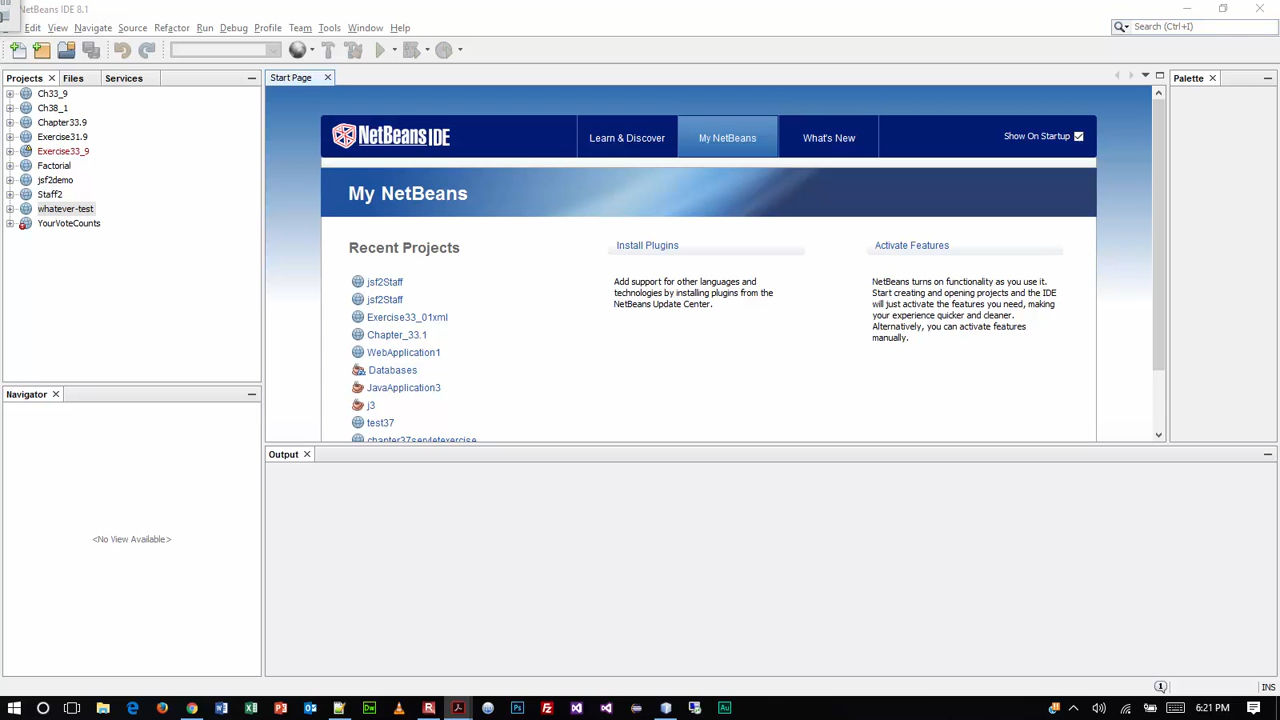 NetBeans IDE 8.1
Edit View Navigate Source Refactor Run Debug Profile Team Tools Window Help
Search (Ctrl+I)
Projects Files Services
Start Page
Palette
Ch33_9
Ch38_1
Chapter33.9
Exercise31.9
Exercise33_9
Factorial
jsf2demo
Staff2
whatever-test
YourVoteCounts
NetBeans IDE
Learn & Discover
My NetBeans
What's New
Show On Startup
My NetBeans
Recent Projects
jsf2Staff
jsf2Staff
Exercise33_01xml
Chapter_33.1
WebApplication1
Databases
JavaApplication3
j3
test37
chapter37servletexercise
Install Plugins
Add support for other languages and
technologies by installing plugins from the
NetBeans Update Center.
Activate Features
NetBeans turns on functionality as you use it.
Start creating and opening projects and the IDE
will just activate the features you need, making
your experience quicker and cleaner.
Alternatively, you can activate features
manually.
Navigator
<No View Available>
Output
1
INS
6:21 PM